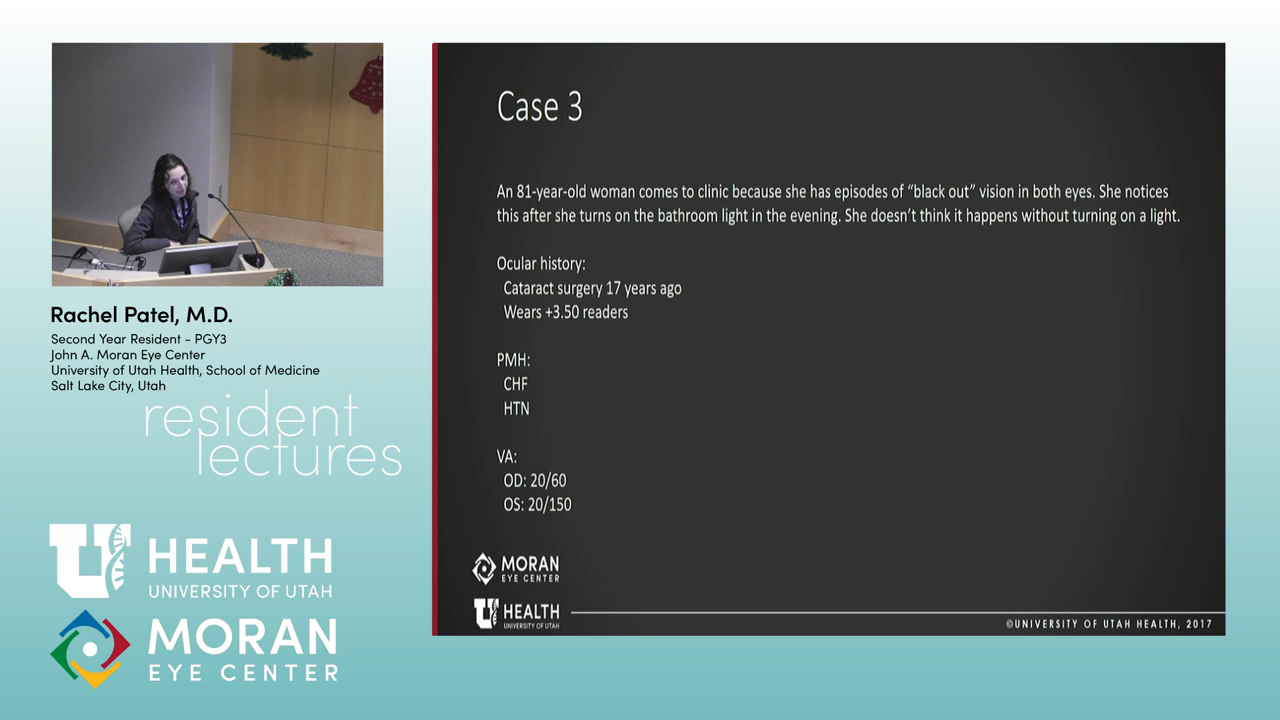 Case 3
An 81-year-old woman comes to clinic because she has episodes of “black out” vision in both eyes. She notices
this after she turns on the bathroom light in the evening. She doesn’t think it happens without turning on a light.
Ocular history:
Cataract surgery 17 years ago
Wears +3.50 readers
PMH:
CHF
HTN
VA:
OD: 20/60
OS: 20/150
MORAN
EYE CENTER
U HEALTH
UNIVERSITY OF UTAH
©UNIVERSITY OF UTAH HEALTH, 2017
Rachel Patel, M.D.
Second Year Resident - PGY3
John A. Moran Eye Center
University of Utah Health, School of Medicine
Salt Lake City, Utah
resident
lectures
U HEALTH
UNIVERSITY OF UTAH
MORAN
EYE CENTER